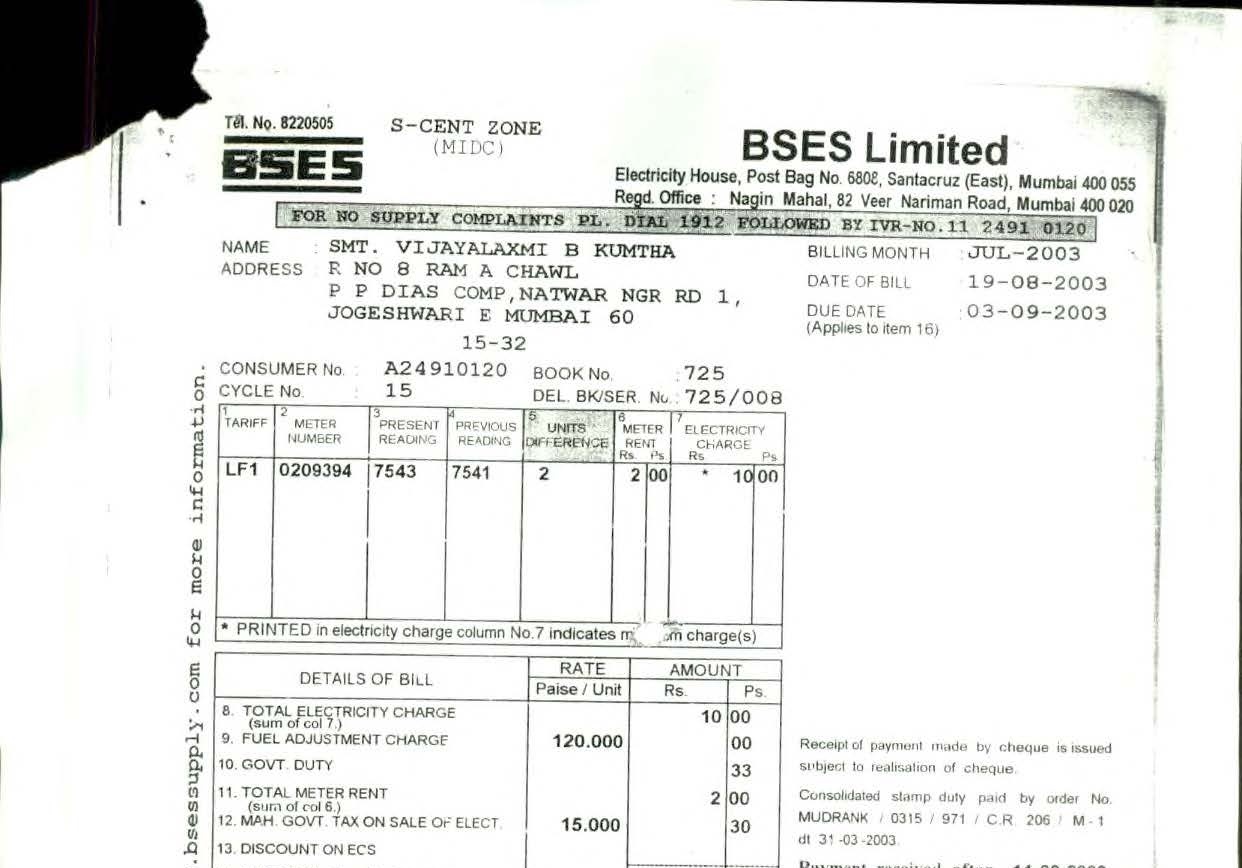 Tél. No. 8220505
S-CENT ZONE
(MIDC)
BSES
BSES Limited
Electricity House, Post Bag No. 6808, Santacruz (East), Mumbai 400 055
Regd. Office : Nagin Mahal, 82 Veer Nariman Road, Mumbai 400 020
FOR NO SUPPLY COMPLAINTS PL. DIAL 1912 FOLLOWED BY IVR-NO.11 2491 0120
NAME : SMT. VIJAYALAXMI B KUMTHA
ADDRESS : R NO 8 RAM A CHAWL
P P DIAS COMP,NATWAR NGR RD 1,
JOGESHWARI E MUMBAI 60
15-32
BILLING MONTH : JUL-2003
DATE OF BILL : 19-08-2003
DUE DATE : 03-09-2003
(Applies to item 16)
CONSUMER No. : A24910120 BOOK No. : 725
CYCLE No. : 15 DEL. BK/SER. No. : 725/008
1 TARIFF 2 METER NUMBER 3 PRESENT READING 4 PREVIOUS READING 5 UNITS DIFFERENCE 6 METER RENT Rs. Ps. 7 ELECTRICITY CHARGE Rs. Ps.
LF1 0209394 7543 7541 2 2 00 * 10 00
* PRINTED in electricity charge column No.7 indicates m m charge(s)
DETAILS OF BILL RATE AMOUNT
Paise / Unit Rs. Ps.
8. TOTAL ELECTRICITY CHARGE 10 00
(sum of col 7.)
9. FUEL ADJUSTMENT CHARGE 120.000 00
10. GOVT. DUTY 33
11. TOTAL METER RENT 2 00
(sum of col 6.)
12. MAH. GOVT. TAX ON SALE OF ELECT. 15.000 30
13. DISCOUNT ON ECS
Receipt of payment made by cheque is issued
subject to realisation of cheque.
Consolidated stamp duty paid by order No.
MUDRANK / 0315 / 971 / C.R. 206 / M-1
dt 31-03-2003.
Payment received after
.bsessupply.com for more information.